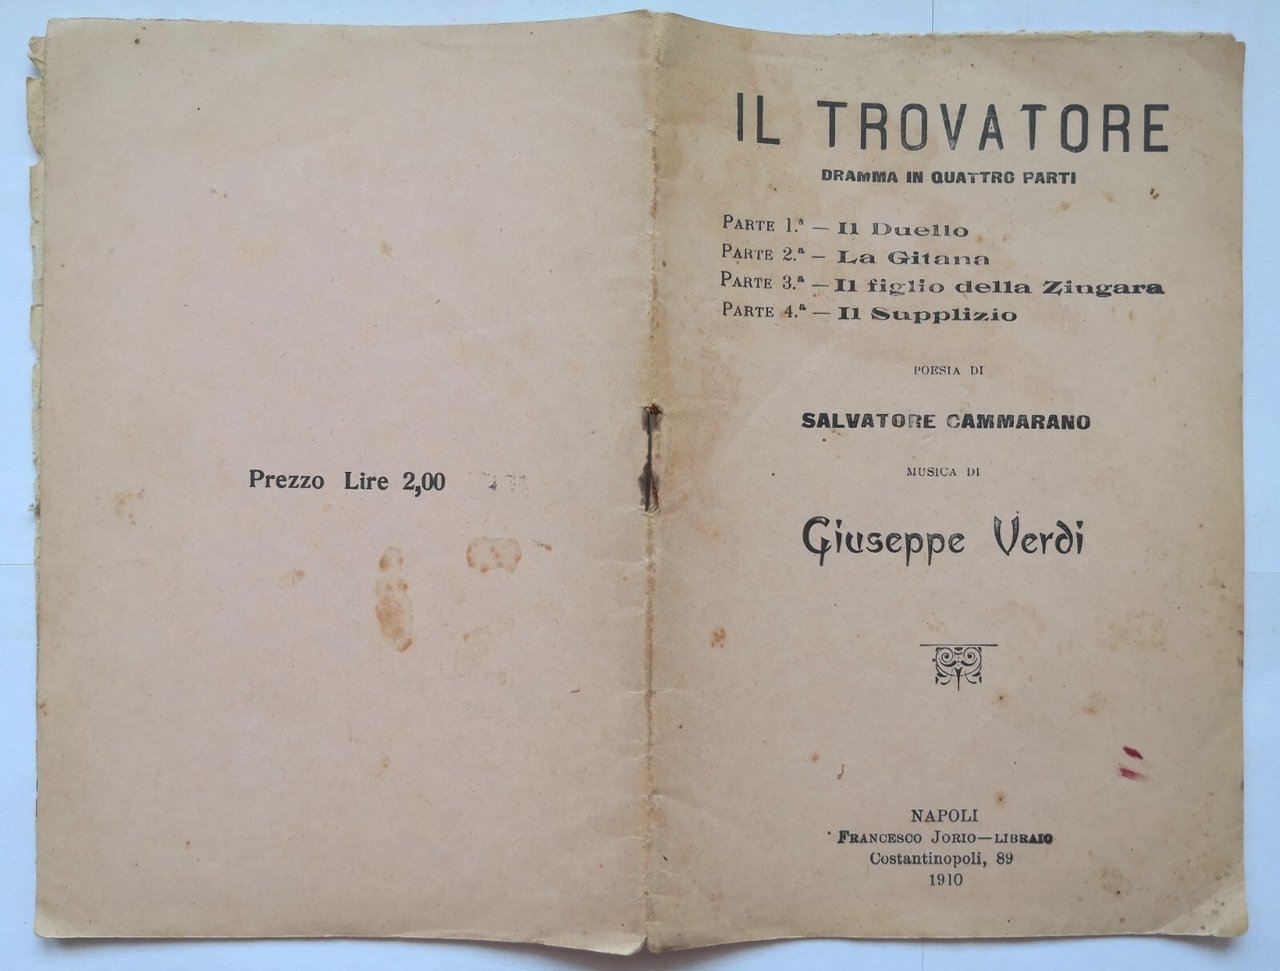 Prezzo Lire 2,00
IL TROVATORE
DRAMMA IN QUATTRO PARTI
PARTE 1.ª — Il Duello
PARTE 2.ª — La Gitana
PARTE 3.ª — Il figlio della Zingara
PARTE 4.ª — Il Supplizio
POESIA DI
SALVATORE CAMMARANO
MUSICA DI
Giuseppe Verdi
NAPOLI
FRANCESCO JORIO—LIBRAIO
Costantinopoli, 89
1910